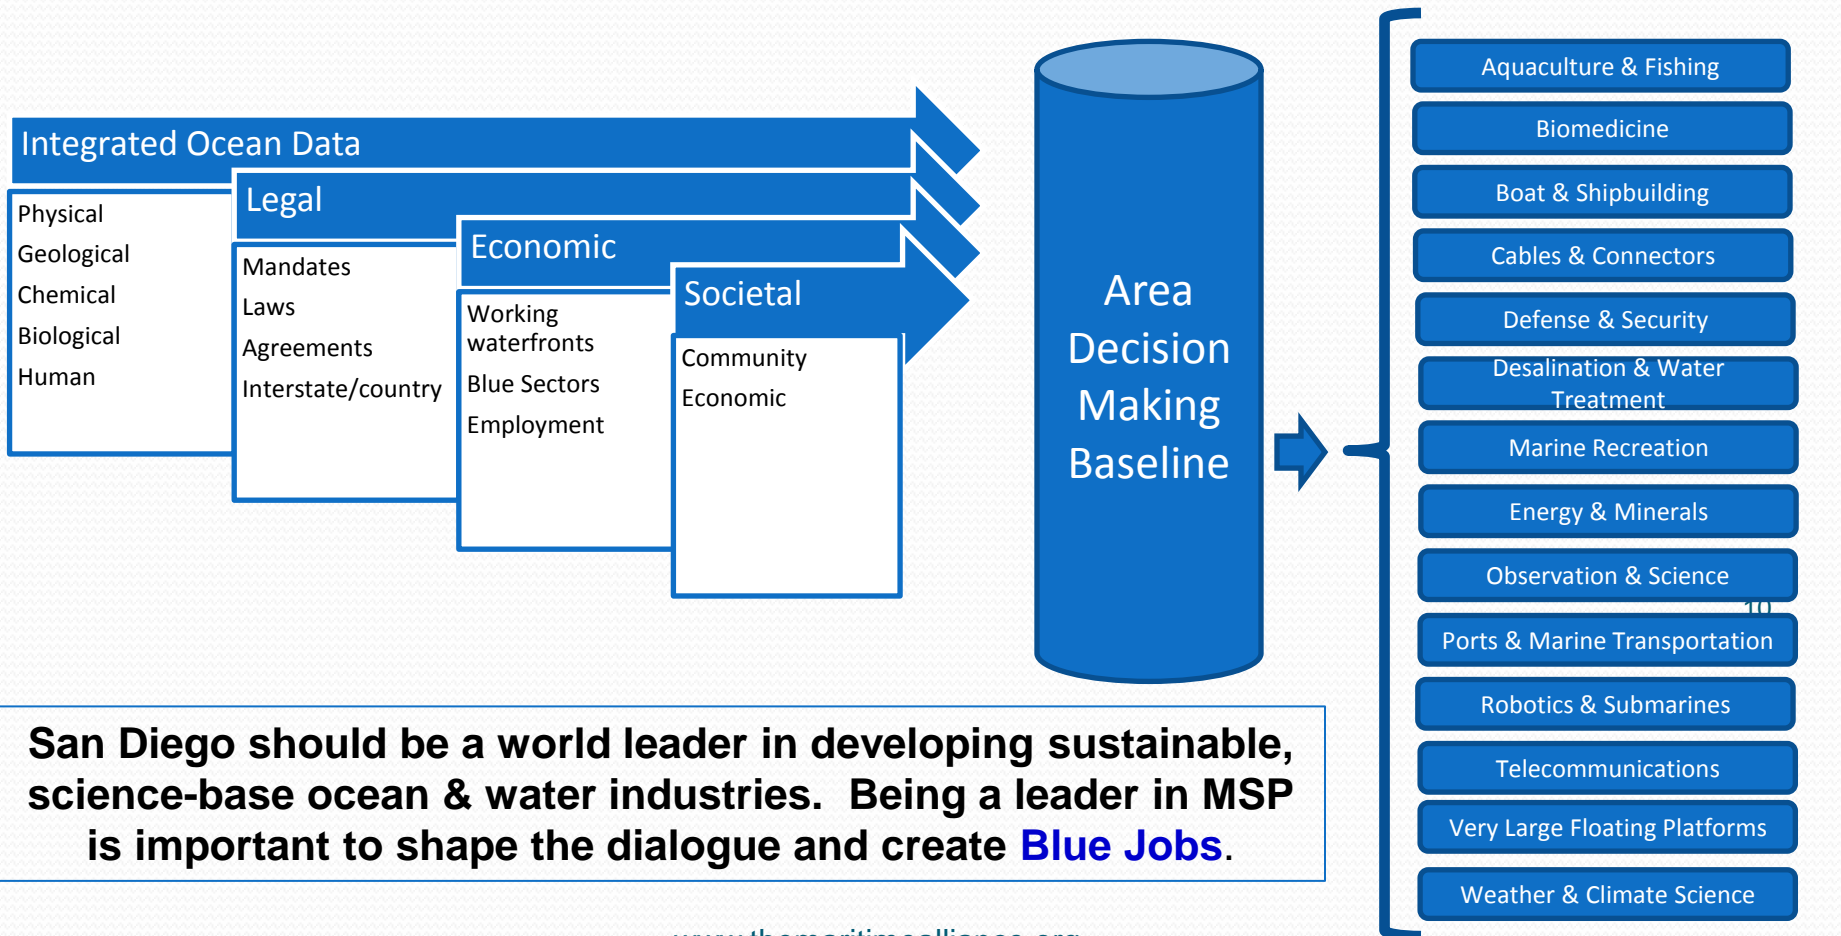 Integrated Ocean Data
Physical
Geological
Chemical
Biological
Human
Legal
Mandates
Laws
Agreements
Interstate/country
Economic
Working
waterfronts
Blue Sectors
Employment
Societal
Community
Economic
Area
Decision
Making
Baseline
Aquaculture & Fishing
Biomedicine
Boat & Shipbuilding
Cables & Connectors
Defense & Security
Desalination & Water
Treatment
Marine Recreation
Energy & Minerals
Observation & Science
10
Ports & Marine Transportation
Robotics & Submarines
Telecommunications
Very Large Floating Platforms
Weather & Climate Science
San Diego should be a world leader in developing sustainable,
science-base ocean & water industries.  Being a leader in MSP
is important to shape the dialogue and create Blue Jobs.
www.themaritimealliance.org